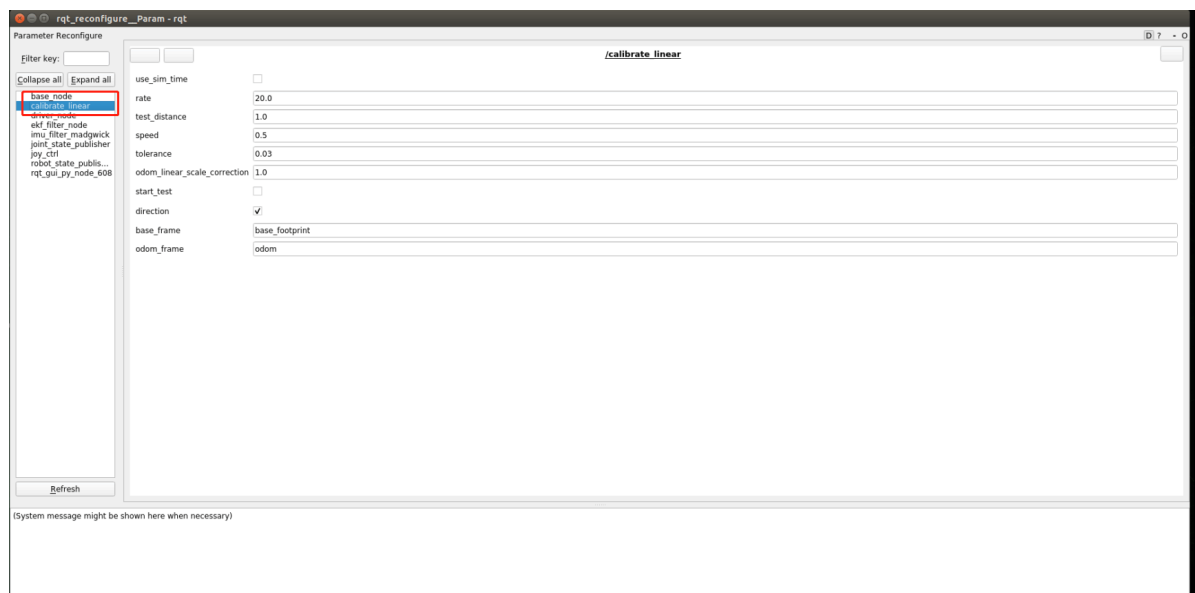 rqt_reconfigure__Param - rqt
Parameter Reconfigure
D ? - O
Filter key:
Collapse all Expand all
base_node
calibrate_linear
driver_node
ekf_filter_node
imu_filter_madgwick
joint_state_publisher
joy_ctrl
robot_state_publis...
rqt_gui_py_node_608
Refresh
/calibrate_linear
use_sim_time
rate 20.0
test_distance 1.0
speed 0.5
tolerance 0.03
odom_linear_scale_correction 1.0
start_test
direction
base_frame base_footprint
odom_frame odom
(System message might be shown here when necessary)